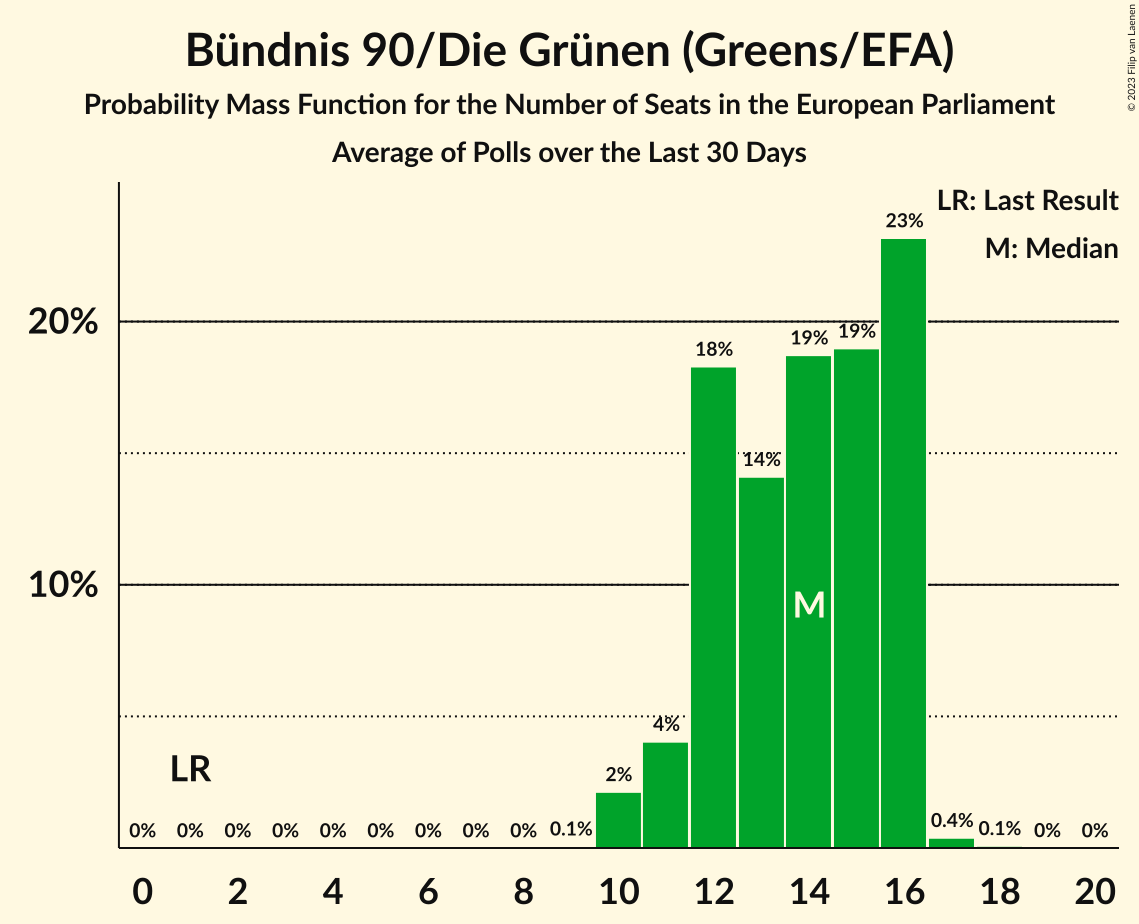 Bündnis 90/Die Grünen (Greens/EFA)
Probability Mass Function for the Number of Seats in the European Parliament
Average of Polls over the Last 30 Days
© 2023 Filip van Laenen
LR: Last Result
M: Median
20%
10%
LR
M
0% 0% 0% 0% 0% 0% 0% 0% 0% 0.1% 2% 4% 18% 14% 19% 19% 23% 0.4% 0.1% 0% 0%
0 2 4 6 8 10 12 14 16 18 20